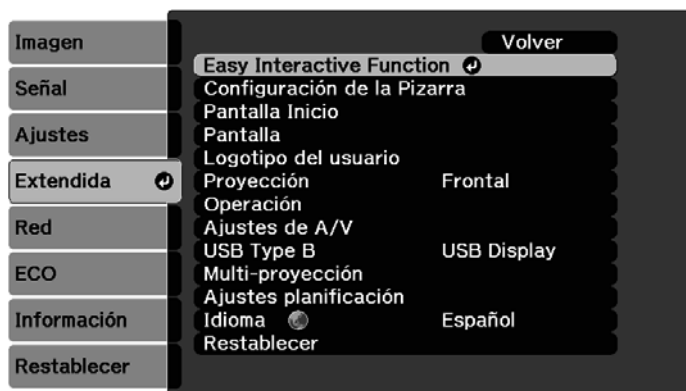 Imagen
Señal
Ajustes
Extendida
Red
ECO
Información
Restablecer
Volver
Easy Interactive Function
Configuración de la Pizarra
Pantalla Inicio
Pantalla
Logotipo del usuario
Proyección Frontal
Operación
Ajustes de A/V
USB Type B USB Display
Multi-proyección
Ajustes planificación
Idioma Español
Restablecer